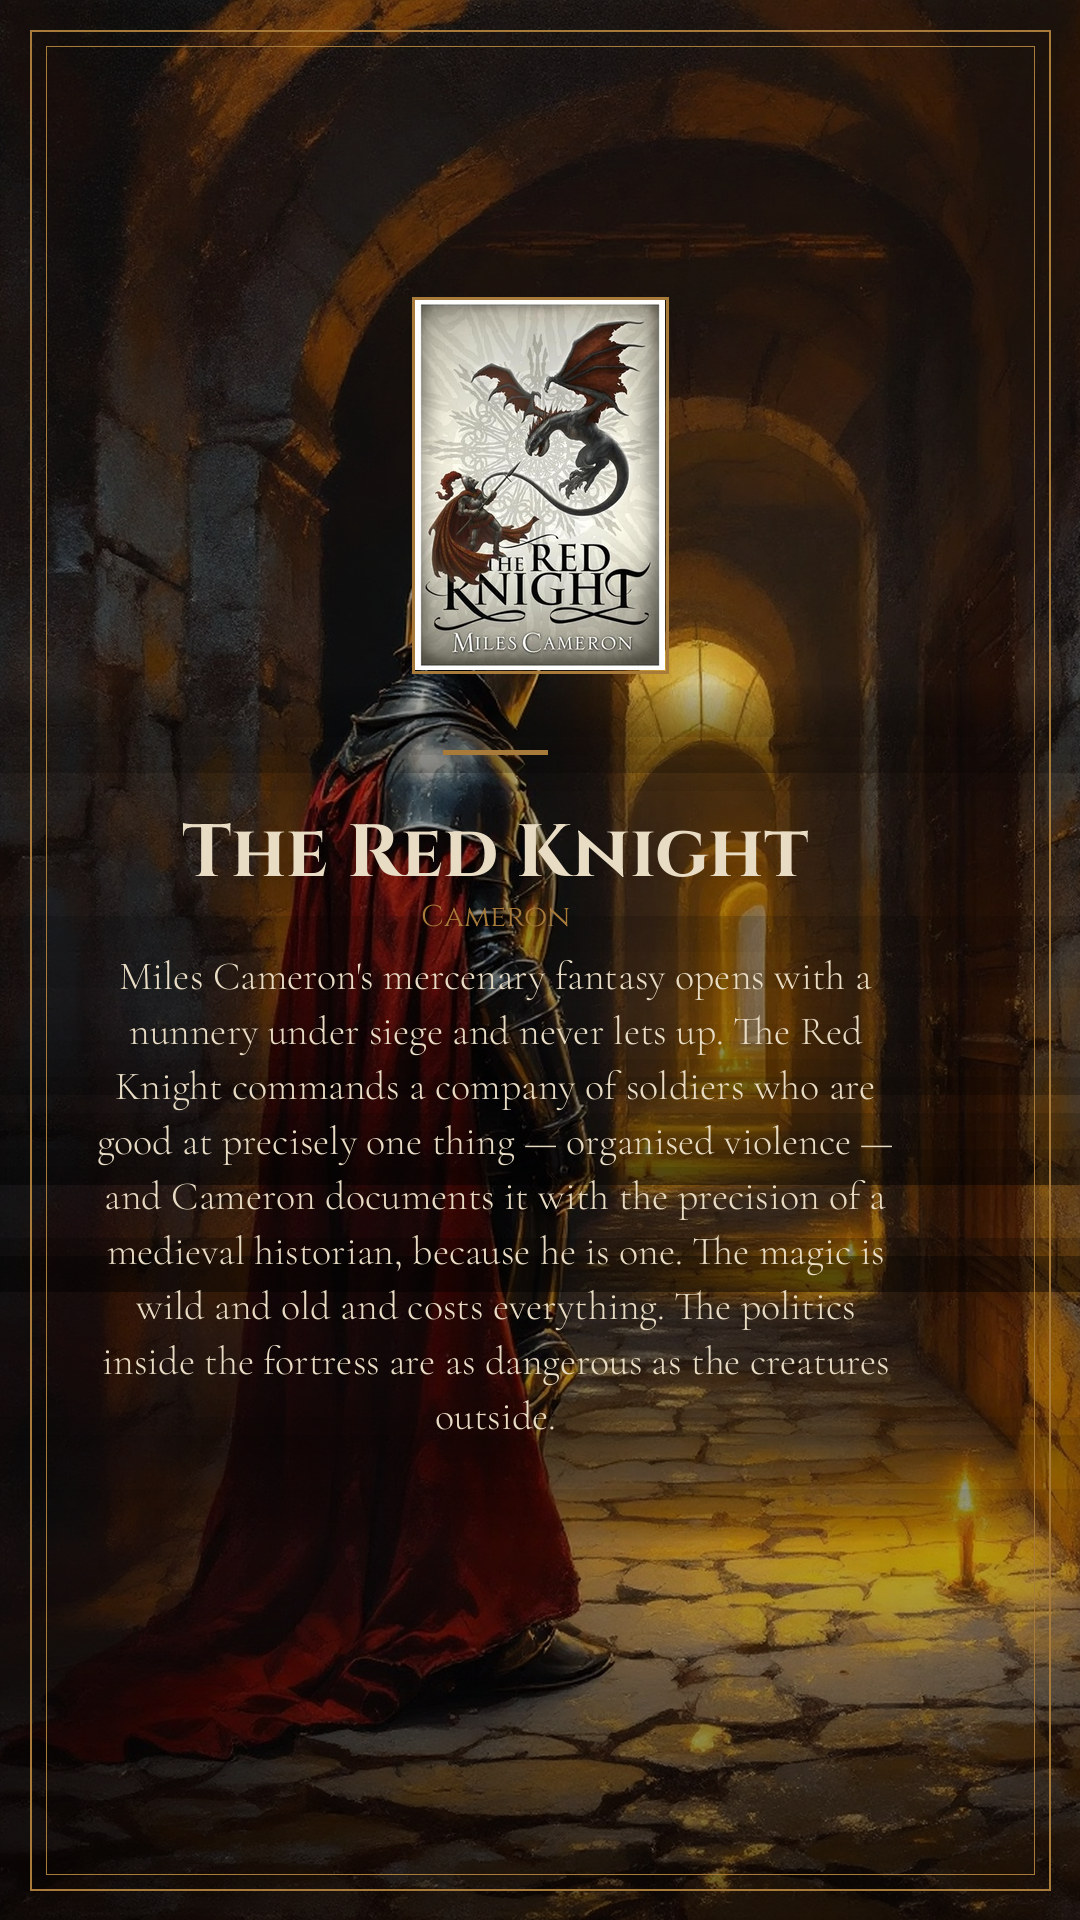 THE RED
KNIGHT
MILES CAMERON
THE RED KNIGHT
CAMERON
Miles Cameron's mercenary fantasy opens with a
nunnery under siege and never lets up. The Red
Knight commands a company of soldiers who are
good at precisely one thing — organised violence —
and Cameron documents it with the precision of a
medieval historian, because he is one. The magic is
wild and old and costs everything. The politics
inside the fortress are as dangerous as the creatures
outside.